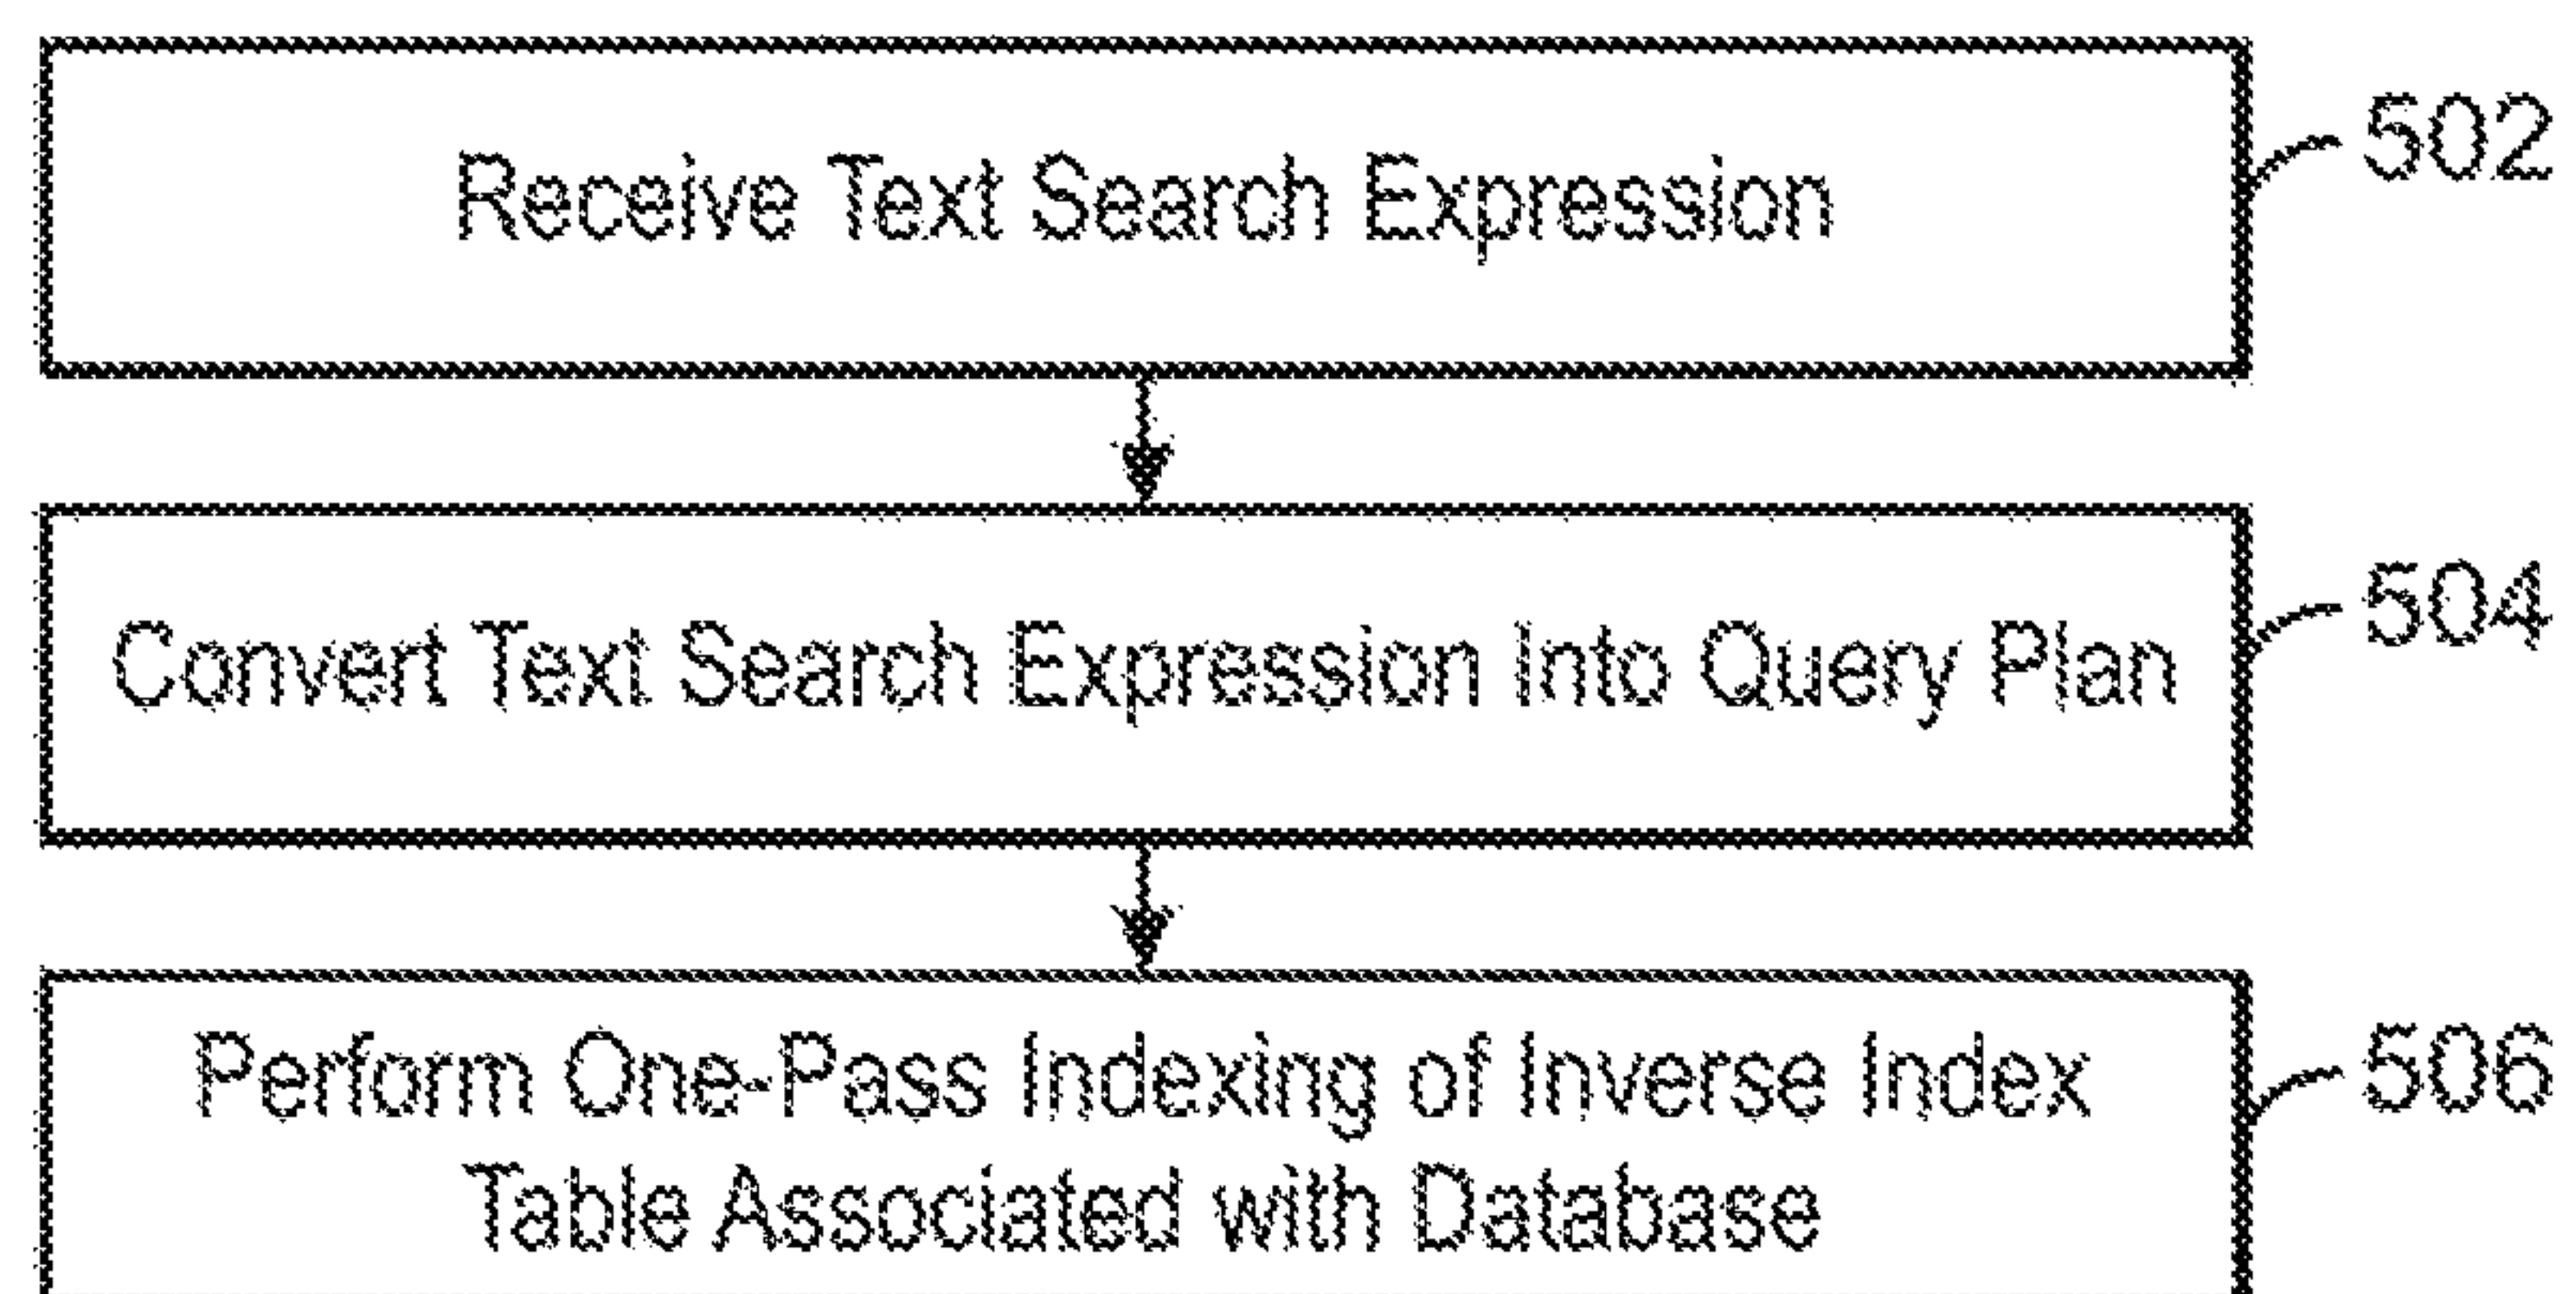 Receive Text Search Expression
502
Convert Text Search Expression Into Query Plan
504
Perform One-Pass Indexing of Inverse Index
Table Associated with Database
506